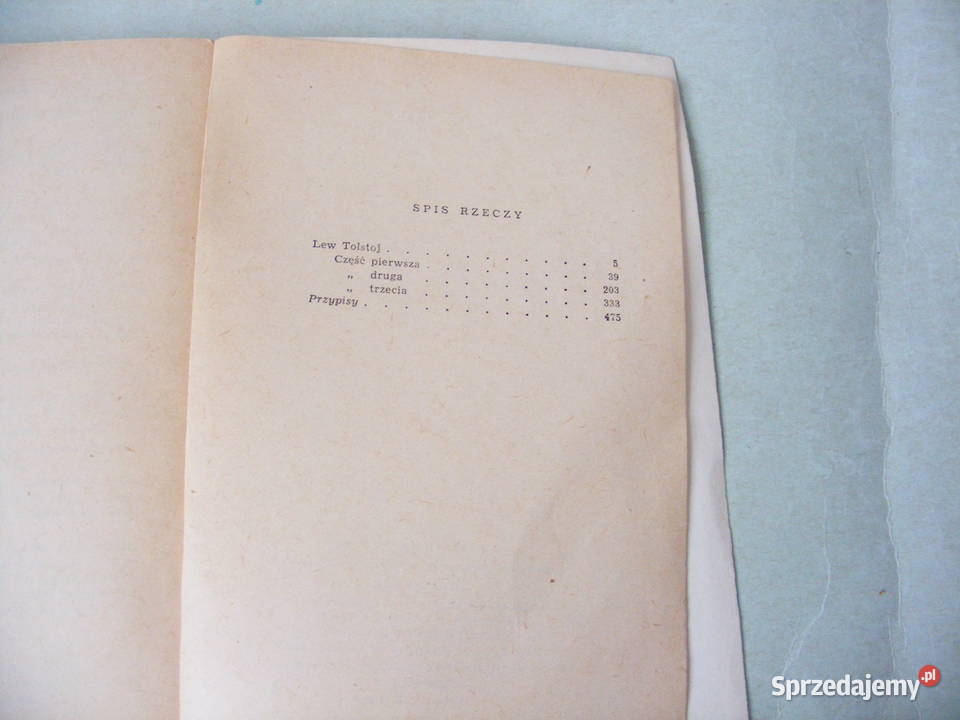 SPIS RZECZY
Lew Tolstoj . . . . . . . . . . . 5
Część pierwsza . . . . . . . . . 39
„ druga . . . . . . . . . 203
„ trzecia . . . . . . . . . 333
Przypisy . . . . . . . . . . . . 475
Sprzedajemy.pl